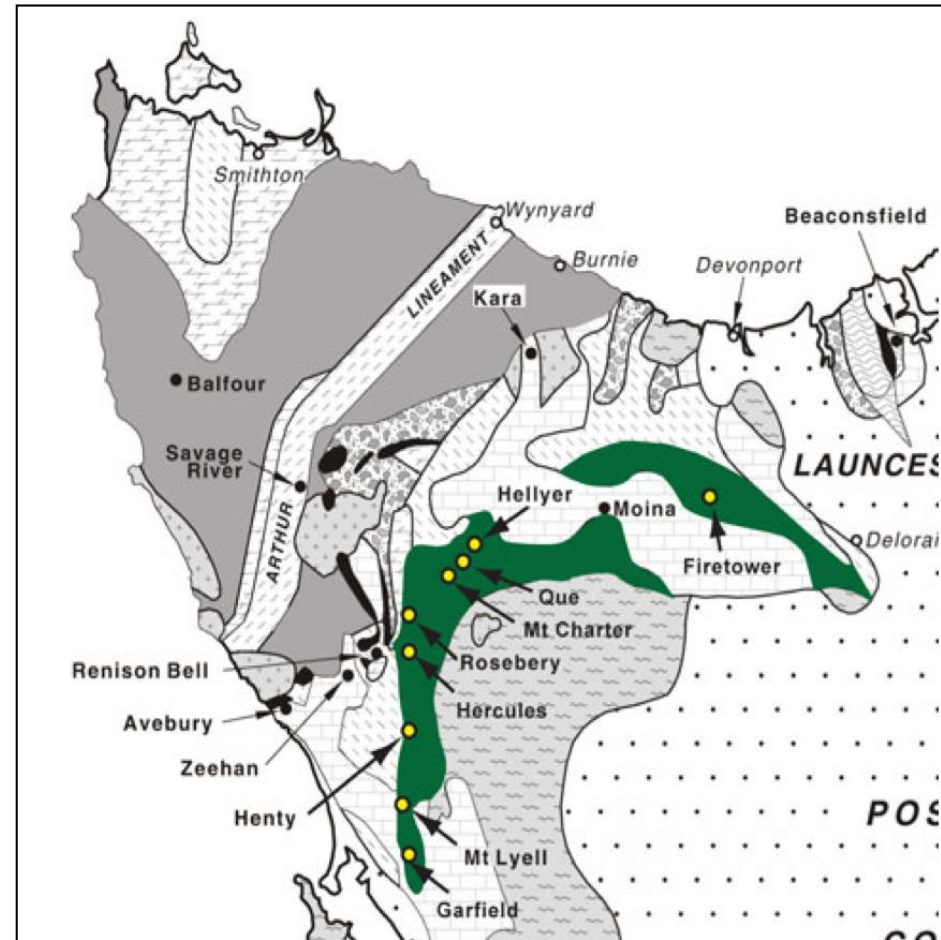 Smithton
Wynyard
Beaconsfield
LINEAMENT
Burnie
Devonport
Kara
Balfour
Savage
River
LAUNCES
Hellyer
Moina
ARTHUR
Delorai
Firetower
Que
Mt Charter
Renison Bell
Rosebery
Hercules
Avebury
Zeehan
Henty
POS
Mt Lyell
Garfield